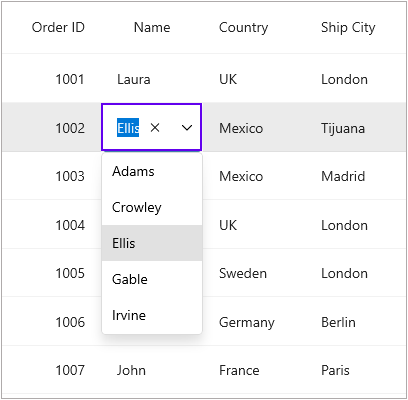 Order ID Name Country Ship City
1001 Laura UK London
1002 Ellis Mexico Tijuana
1003 Mexico Madrid
1004 UK London
1005 Sweden London
1006 Germany Berlin
1007 John France Paris
Adams
Crowley
Ellis
Gable
Irvine